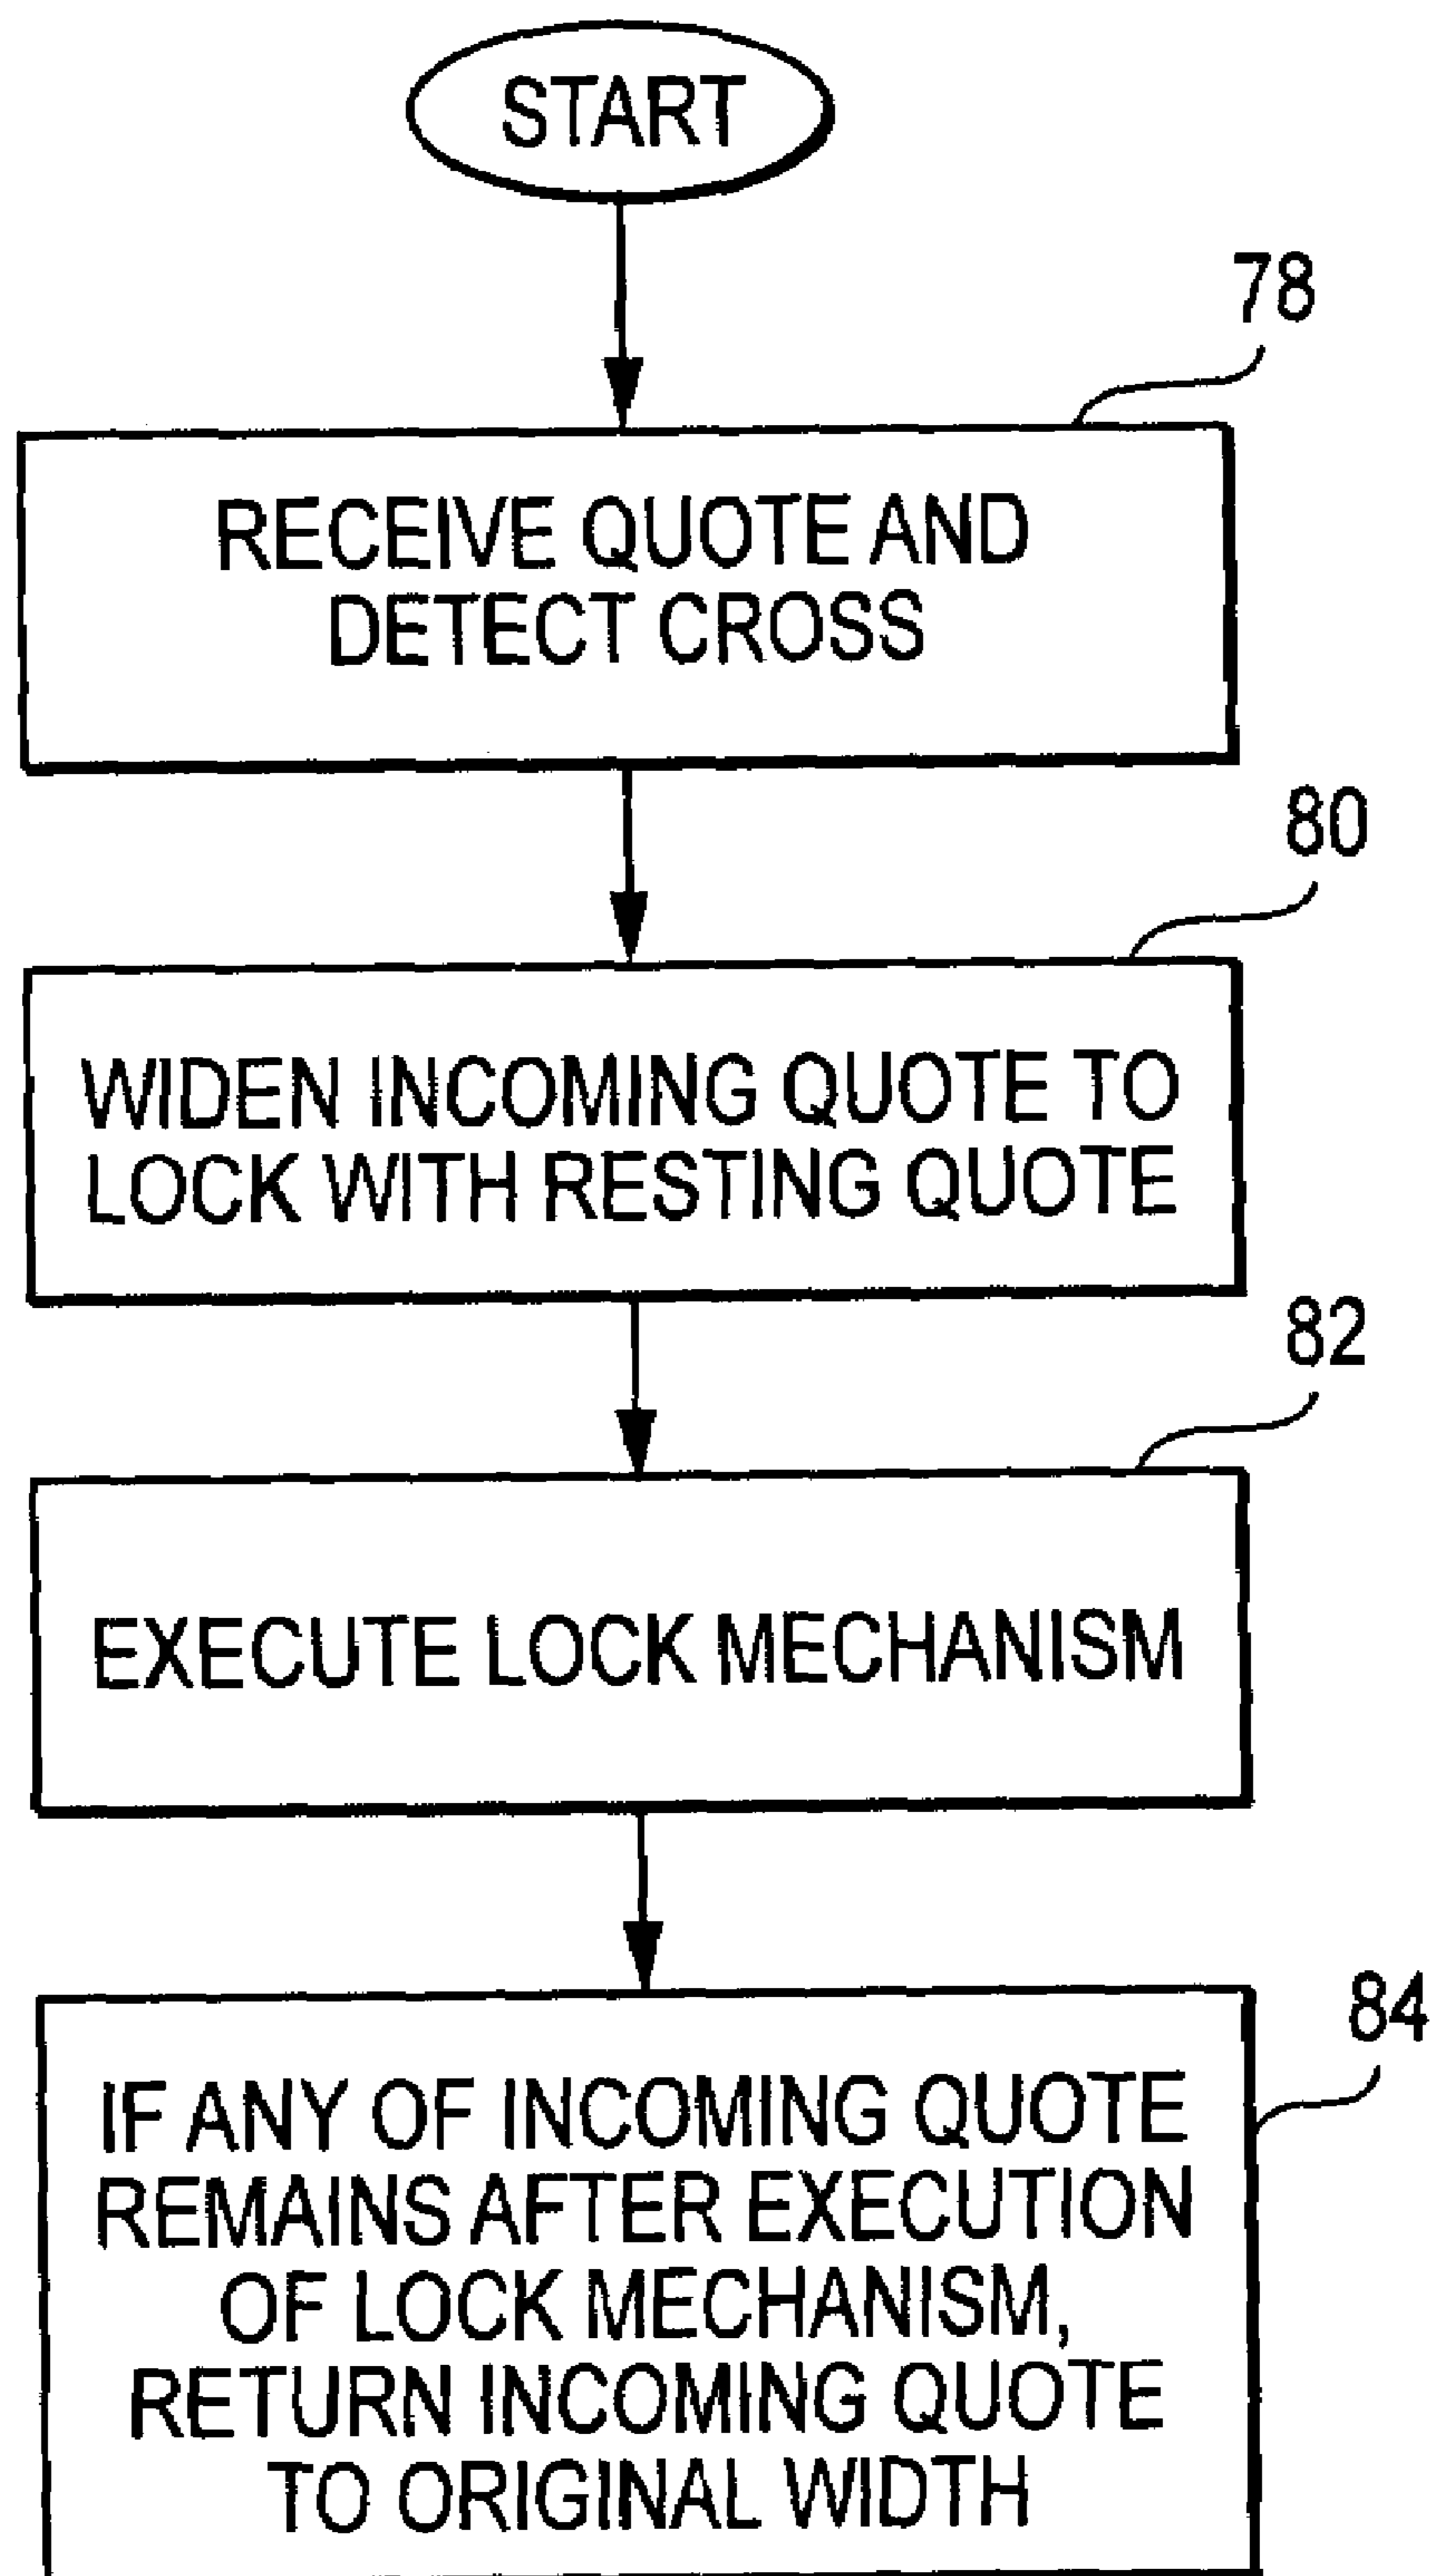 START
78
RECEIVE QUOTE AND
DETECT CROSS
80
WIDEN INCOMING QUOTE TO
LOCK WITH RESTING QUOTE
82
EXECUTE LOCK MECHANISM
84
IF ANY OF INCOMING QUOTE
REMAINS AFTER EXECUTION
OF LOCK MECHANISM,
RETURN INCOMING QUOTE
TO ORIGINAL WIDTH